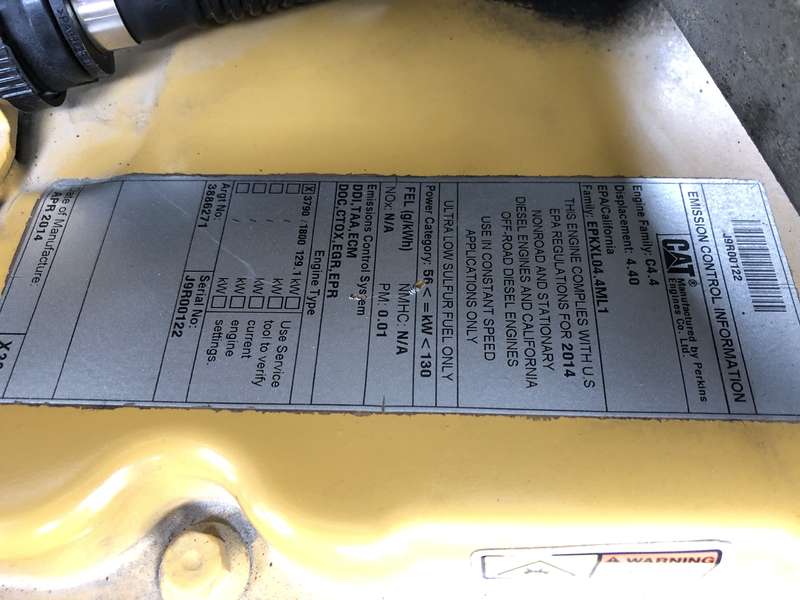 J9R00122
EMISSION CONTROL INFORMATION
CAT® Manufactured by Perkins
Engines Co. Ltd.
Engine Family: C4.4
Displacement: 4.40
EPA/California
Family: EPKXL04.4ML1
THIS ENGINE COMPLIES WITH U.S
EPA REGULATIONS FOR 2014
NONROAD AND STATIONARY
DIESEL ENGINES AND CALIFORNIA
OFF-ROAD DIESEL ENGINES
USE IN CONSTANT SPEED
APPLICATIONS ONLY
ULTRA LOW SULFUR FUEL ONLY
Power Category: 56 < = kW < 130
FEL (g/kWh) NMHC: N/A
NOx: N/A PM: 0.01
Emissions Control System
DDI,TAA,ECM
DOC,CTOX,EGR,EPR
Engine Type
X 3790 /1800 129.1 kW
/ kW
/ kW
/ kW
Use Service
tool to verify
current
engine
settings.
Argt No: Serial No:
3886271 J9R00122
of Manufacture:
APR 2014
WARNING